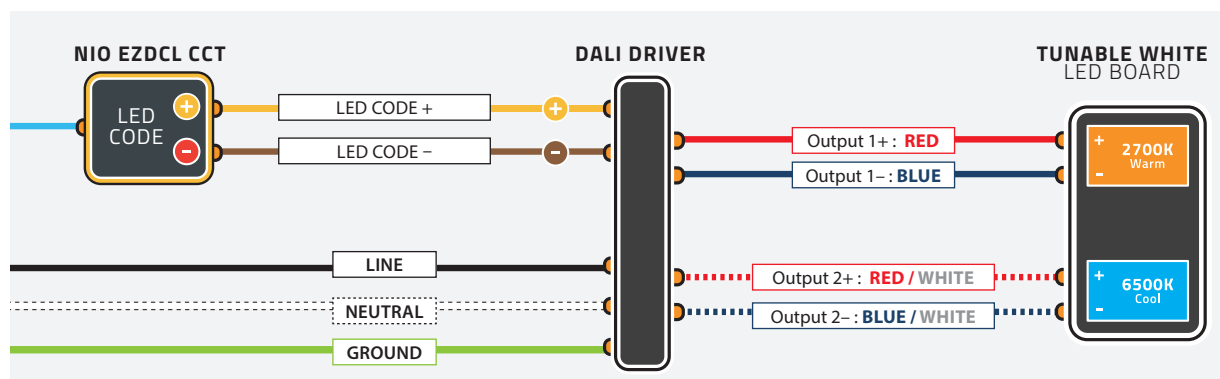 NIO EZDCL CCT
DALI DRIVER
TUNABLE WHITE
LED BOARD
LED
CODE
+
-
LED CODE +
+
LED CODE –
-
Output 1+ : RED
Output 1– : BLUE
+
2700K
Warm
-
LINE
NEUTRAL
GROUND
Output 2+ : RED / WHITE
Output 2– : BLUE / WHITE
+
6500K
Cool
-